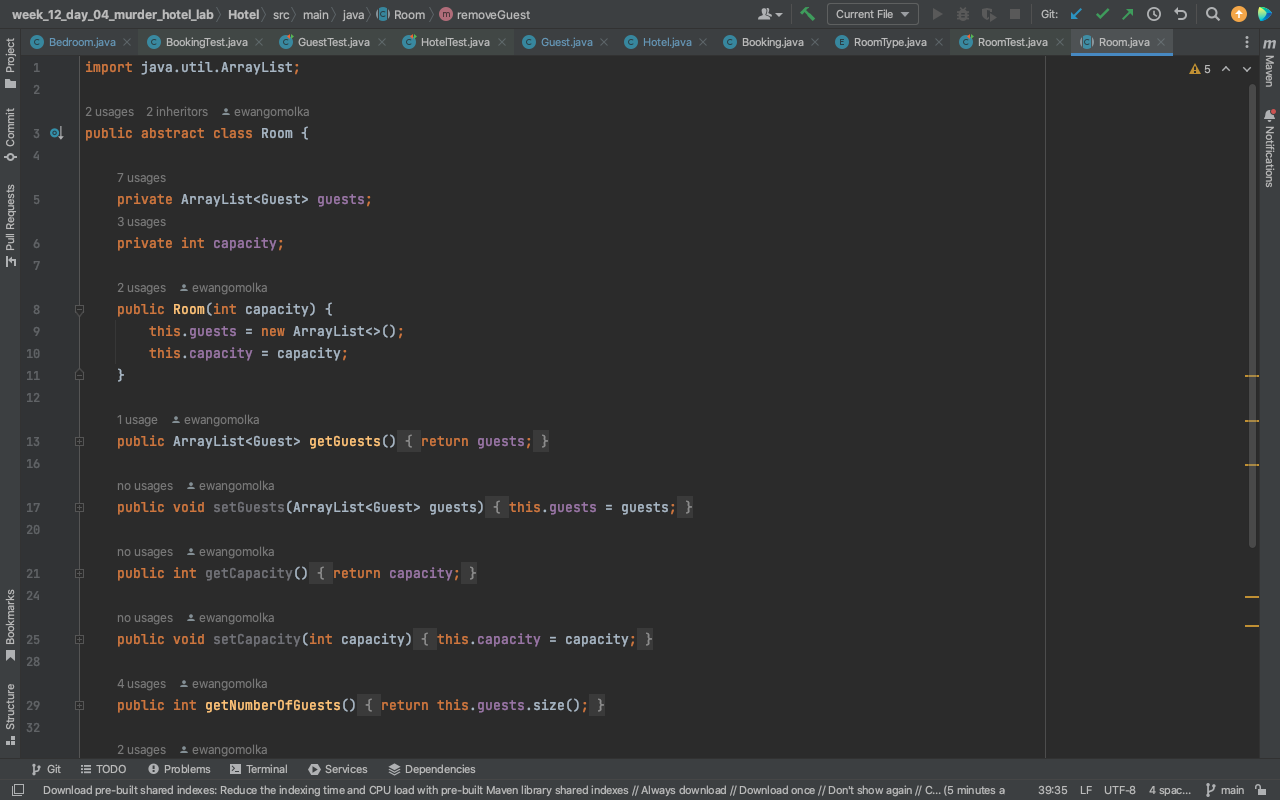 week_12_day_04_murder_hotel_lab Hotel src main java Room removeGuest Current File Git:
Bedroom.java BookingTest.java GuestTest.java HotelTest.java Guest.java Hotel.java Booking.java RoomType.java RoomTest.java Room.java
Project
Commit
Pull Requests
Bookmarks
Structure
Maven
Notifications
5
1 import java.util.ArrayList;
2
2 usages 2 inheritors ewangomolka
3 public abstract class Room {
4
7 usages
5 private ArrayList<Guest> guests;
3 usages
6 private int capacity;
7
2 usages ewangomolka
8 public Room(int capacity) {
9 this.guests = new ArrayList<>();
10 this.capacity = capacity;
11 }
12
1 usage ewangomolka
13 public ArrayList<Guest> getGuests() { return guests; }
16
no usages ewangomolka
17 public void setGuests(ArrayList<Guest> guests) { this.guests = guests; }
20
no usages ewangomolka
21 public int getCapacity() { return capacity; }
24
no usages ewangomolka
25 public void setCapacity(int capacity) { this.capacity = capacity; }
28
4 usages ewangomolka
29 public int getNumberOfGuests() { return this.guests.size(); }
32
2 usages ewangomolka
Git TODO Problems Terminal Services Dependencies
Download pre-built shared indexes: Reduce the indexing time and CPU load with pre-built Maven library shared indexes // Always download // Download once // Don't show again // C... (5 minutes a 39:35 LF UTF-8 4 spac... main